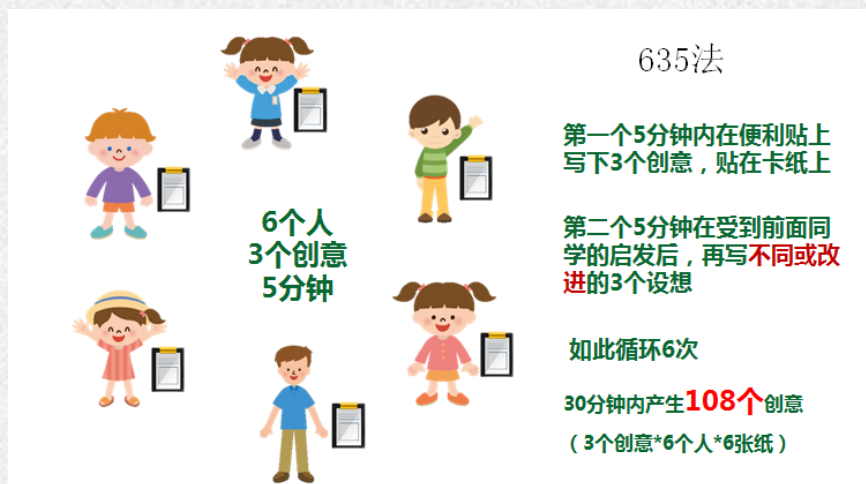 635法
6个人
3个创意
5分钟
第一个5分钟内在便利贴上
写下3个创意，贴在卡纸上
第二个5分钟在受到前面同
学的启发后，再写不同或改
进的3个设想
如此循环6次
30分钟内产生108个创意
（3个创意*6个人*6张纸）